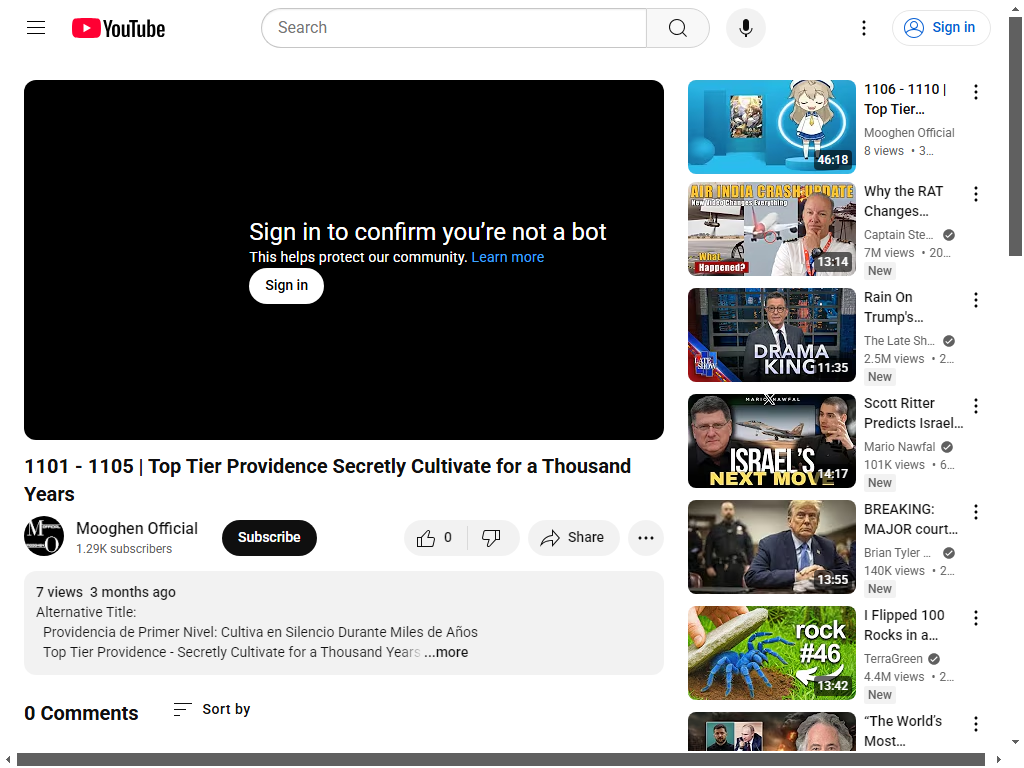 YouTube
Search
Sign in
Sign in to confirm you’re not a bot
This helps protect our community. Learn more
Sign in
1101 - 1105 | Top Tier Providence Secretly Cultivate for a Thousand
Years
Mooghen Official
1.29K subscribers
Subscribe
0
Share
7 views 3 months ago
Alternative Title:
Providencia de Primer Nivel: Cultiva en Silencio Durante Miles de Años
Top Tier Providence - Secretly Cultivate for a Thousand Years ...more
0 Comments
Sort by
46:18
1106 - 1110 |
Top Tier…
Mooghen Official
8 views • 3…
AIR INDIA CRASH UPDATE
New Video Changes Everything
What
Happened?
13:14
Why the RAT
Changes…
Captain Ste…
7M views • 20…
New
LATE
SHOW
DRAMA
KING
11:35
Rain On
Trump's…
The Late Sh…
2.5M views • 2…
New
MARIO NAWFAL
ISRAEL'S
NEXT MOVE
14:17
Scott Ritter
Predicts Israel…
Mario Nawfal
101K views • 6…
New
13:55
BREAKING:
MAJOR court…
Brian Tyler …
140K views • 2…
New
rock
#46
13:42
I Flipped 100
Rocks in a…
TerraGreen
4.4M views • 2…
New
“The World’s
Most…